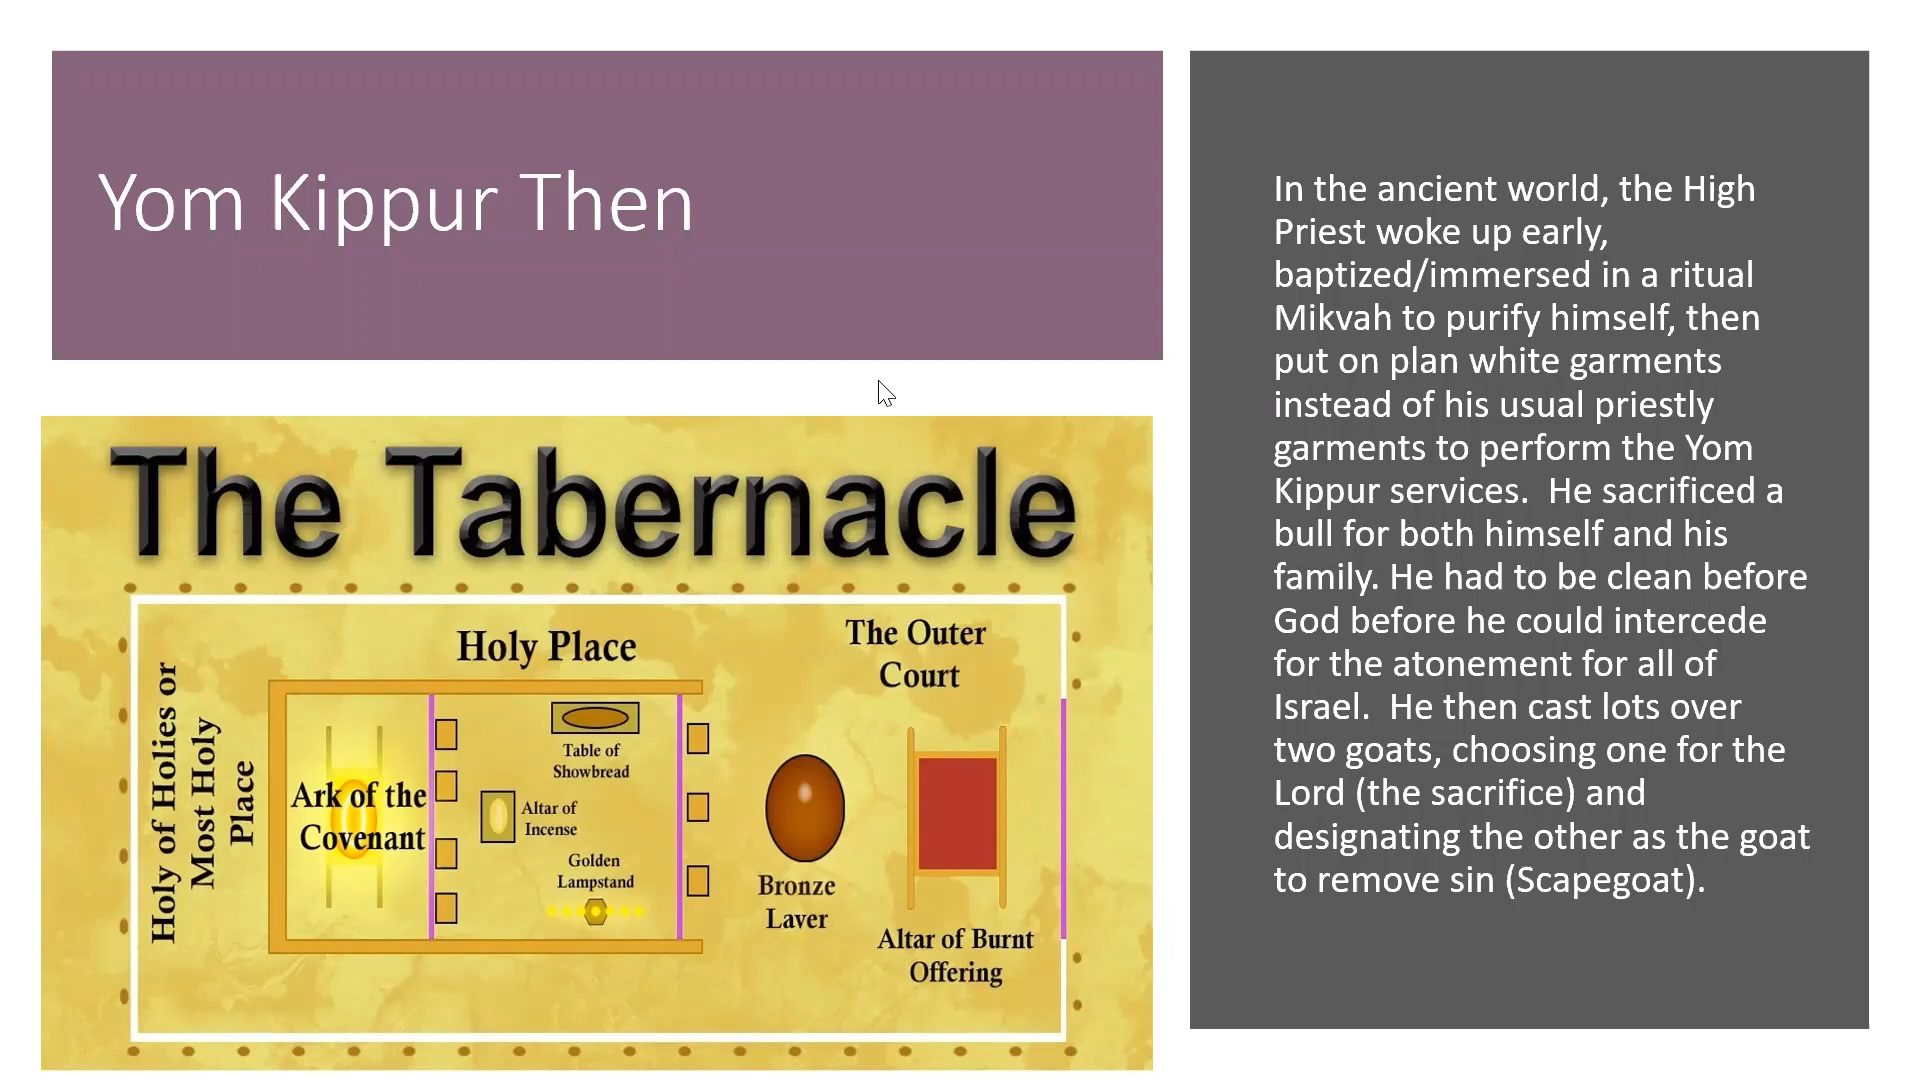 Yom Kippur Then
In the ancient world, the High
Priest woke up early,
baptized/immersed in a ritual
Mikvah to purify himself, then
put on plan white garments
instead of his usual priestly
garments to perform the Yom
Kippur services.  He sacrificed a
bull for both himself and his
family. He had to be clean before
God before he could intercede
for the atonement for all of
Israel.  He then cast lots over
two goats, choosing one for the
Lord (the sacrifice) and
designating the other as the goat
to remove sin (Scapegoat).
The Tabernacle
Holy of Holies or
Most Holy
Place
Holy Place
The Outer
Court
Ark of the
Covenant
Table of
Showbread
Altar of
Incense
Golden
Lampstand
Bronze
Laver
Altar of Burnt
Offering